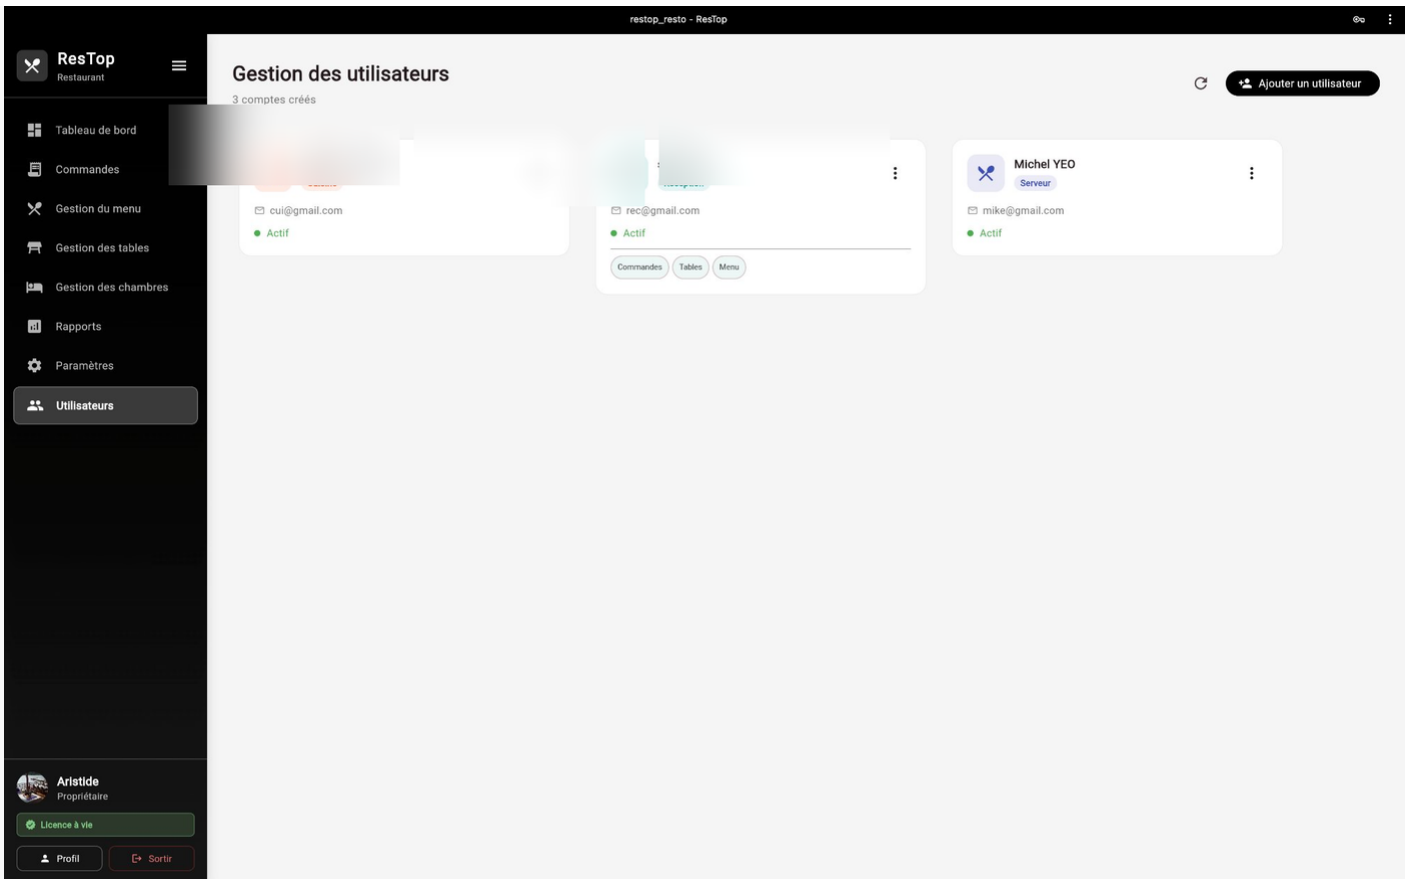 restop_resto - ResTop
ResTop
Restaurant
Tableau de bord
Commandes
Gestion du menu
Gestion des tables
Gestion des chambres
Rapports
Paramètres
Utilisateurs
Aristide
Propriétaire
Licence à vie
Profil
Sortir
Gestion des utilisateurs
3 comptes créés
Ajouter un utilisateur
cui@gmail.com
Actif
rec@gmail.com
Actif
Commandes Tables Menu
Michel YEO
Serveur
mike@gmail.com
Actif